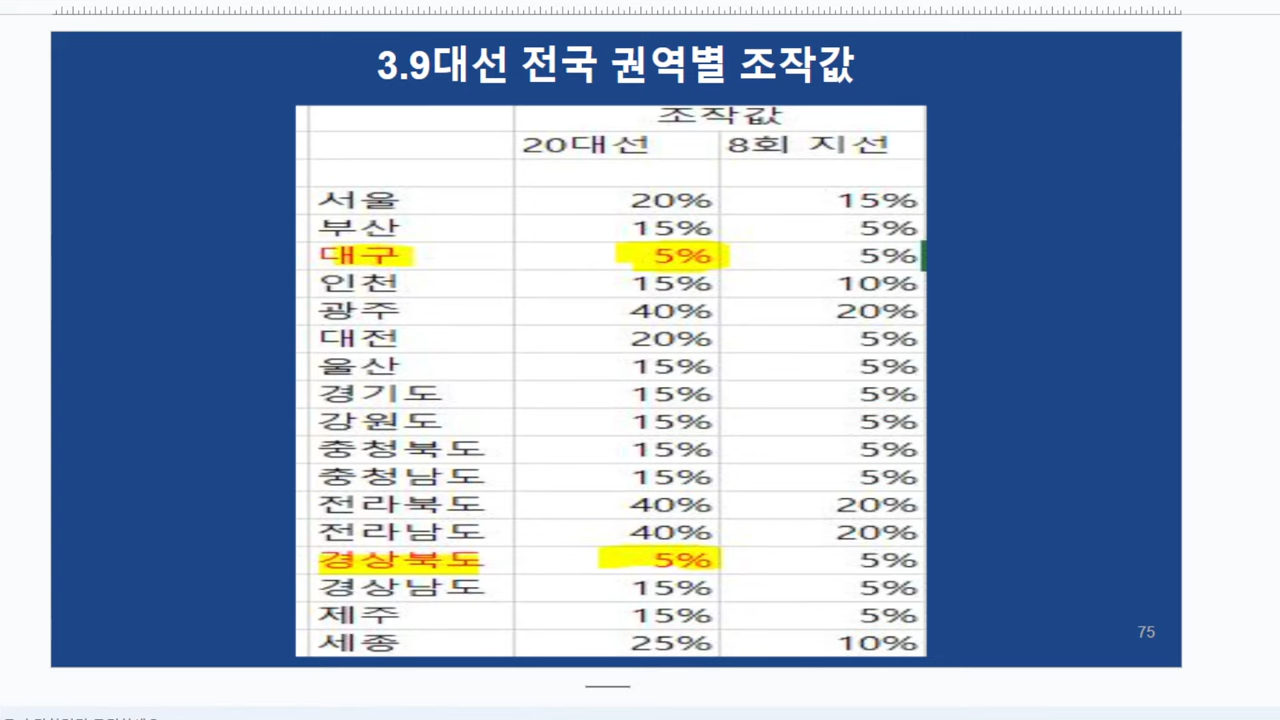 3.9대선 전국 권역별 조작값
조작값
20대선 8회 지선
서울 20% 15%
부산 15% 5%
대구 5% 5%
인천 15% 10%
광주 40% 20%
대전 20% 5%
울산 15% 5%
경기도 15% 5%
강원도 15% 5%
충청북도 15% 5%
충청남도 15% 5%
전라북도 40% 20%
전라남도 40% 20%
경상북도 5% 5%
경상남도 15% 5%
제주 15% 5%
세종 25% 10%
75